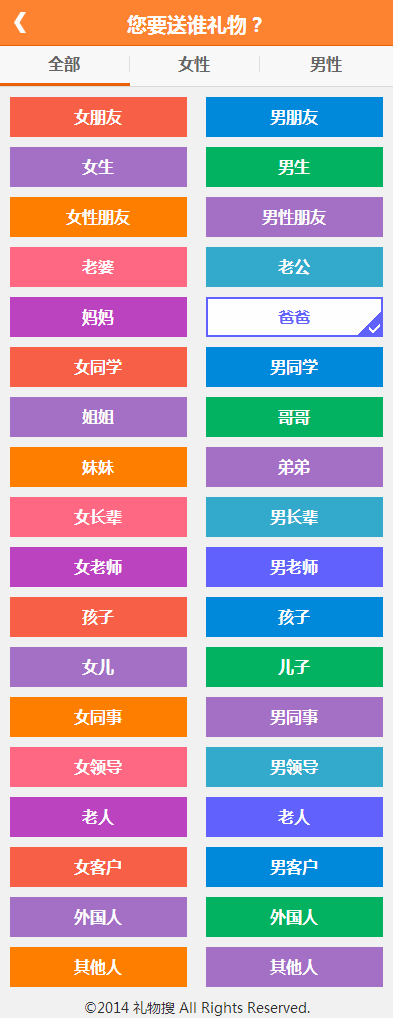 您要送谁礼物？
全部 女性 男性
女朋友 男朋友
女生 男生
女性朋友 男性朋友
老婆 老公
妈妈 爸爸
女同学 男同学
姐姐 哥哥
妹妹 弟弟
女长辈 男长辈
女老师 男老师
孩子 孩子
女儿 儿子
女同事 男同事
女领导 男领导
老人 老人
女客户 男客户
外国人 外国人
其他人 其他人
©2014 礼物搜 All Rights Reserved.